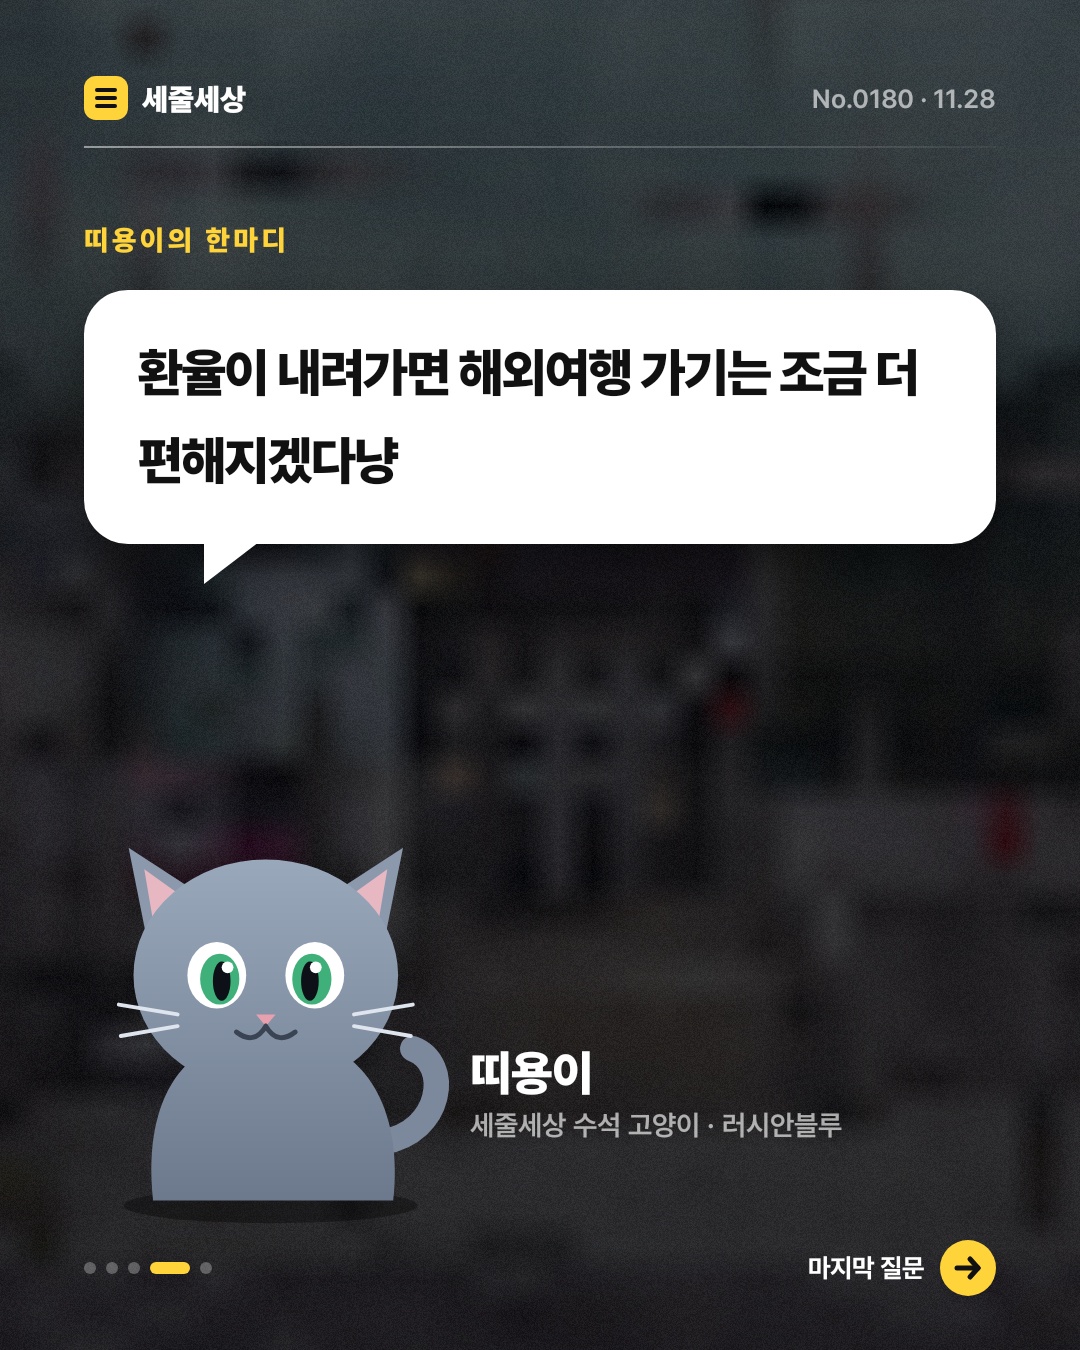 세줄세상
No.0180 · 11.28
띠용이의 한마디
환율이 내려가면 해외여행 가기는 조금 더
편해지겠다냥
띠용이
세줄세상 수석 고양이 · 러시안블루
마지막 질문